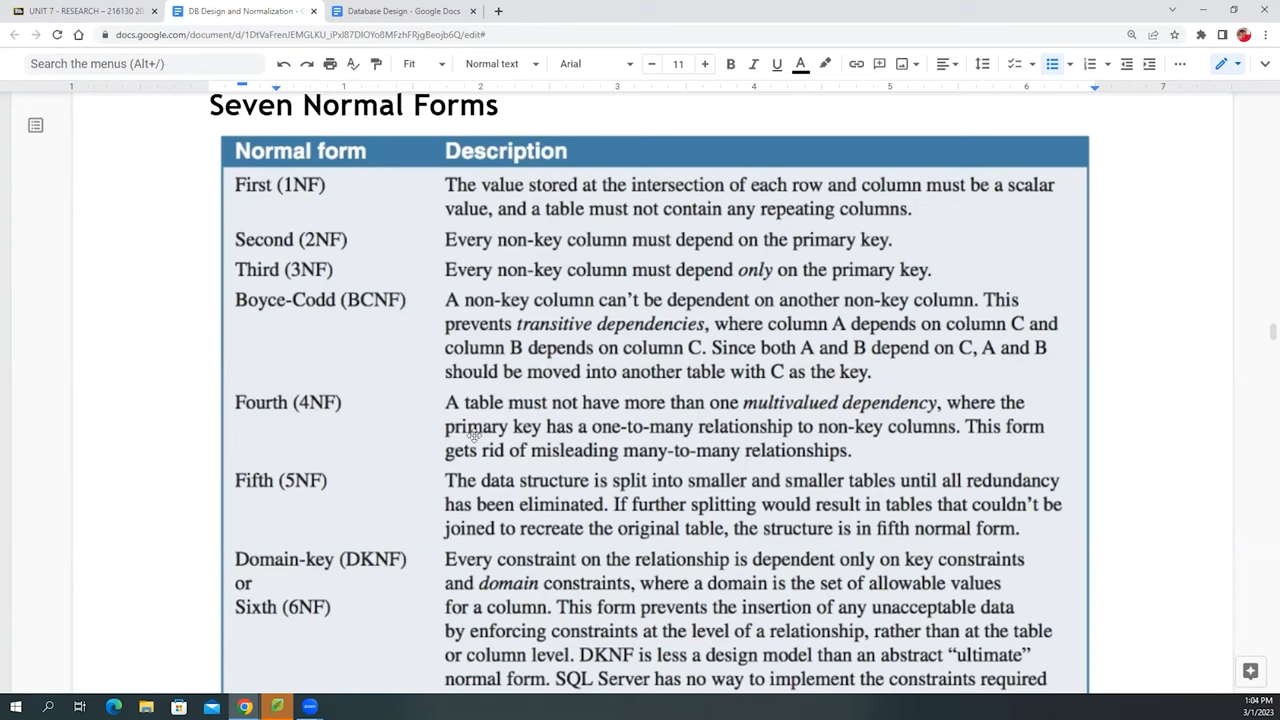 UNIT 7 - RESEARCH – 216130 20
DB Design and Normalization - G
Database Design - Google Docs
docs.google.com/document/d/1DtVaFrenJEMGLKU_iPxl87DIOYo8MFzhFRjgBeojb6Q/edit#
Search the menus (Alt+/)
Fit
Normal text
Arial
11
1 1 2 3 4 5 6 7
Seven Normal Forms
Normal form Description
First (1NF) The value stored at the intersection of each row and column must be a scalar
value, and a table must not contain any repeating columns.
Second (2NF) Every non-key column must depend on the primary key.
Third (3NF) Every non-key column must depend only on the primary key.
Boyce-Codd (BCNF) A non-key column can't be dependent on another non-key column. This
prevents transitive dependencies, where column A depends on column C and
column B depends on column C. Since both A and B depend on C, A and B
should be moved into another table with C as the key.
Fourth (4NF) A table must not have more than one multivalued dependency, where the
primary key has a one-to-many relationship to non-key columns. This form
gets rid of misleading many-to-many relationships.
Fifth (5NF) The data structure is split into smaller and smaller tables until all redundancy
has been eliminated. If further splitting would result in tables that couldn't be
joined to recreate the original table, the structure is in fifth normal form.
Domain-key (DKNF) Every constraint on the relationship is dependent only on key constraints
or and domain constraints, where a domain is the set of allowable values
Sixth (6NF) for a column. This form prevents the insertion of any unacceptable data
by enforcing constraints at the level of a relationship, rather than at the table
or column level. DKNF is less a design model than an abstract “ultimate”
normal form. SQL Server has no way to implement the constraints required
1:04 PM
3/1/2023